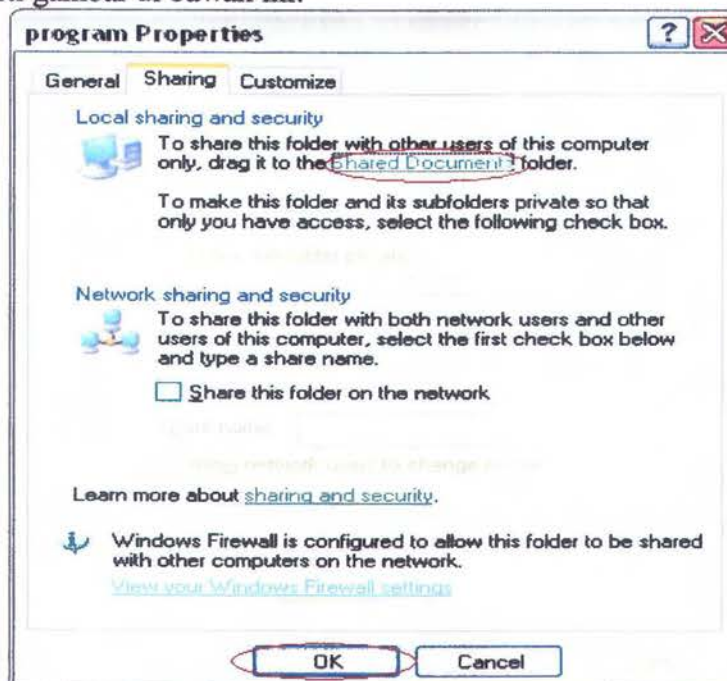 program Properties
General Sharing Customize
Local sharing and security
To share this folder with other users of this computer
only, drag it to the Shared Documents folder.
To make this folder and its subfolders private so that
only you have access, select the following check box.
Network sharing and security
To share this folder with both network users and other
users of this computer, select the first check box below
and type a share name.
Share this folder on the network
Learn more about sharing and security.
Windows Firewall is configured to allow this folder to be shared
with other computers on the network.
View your Windows Firewall settings
OK Cancel